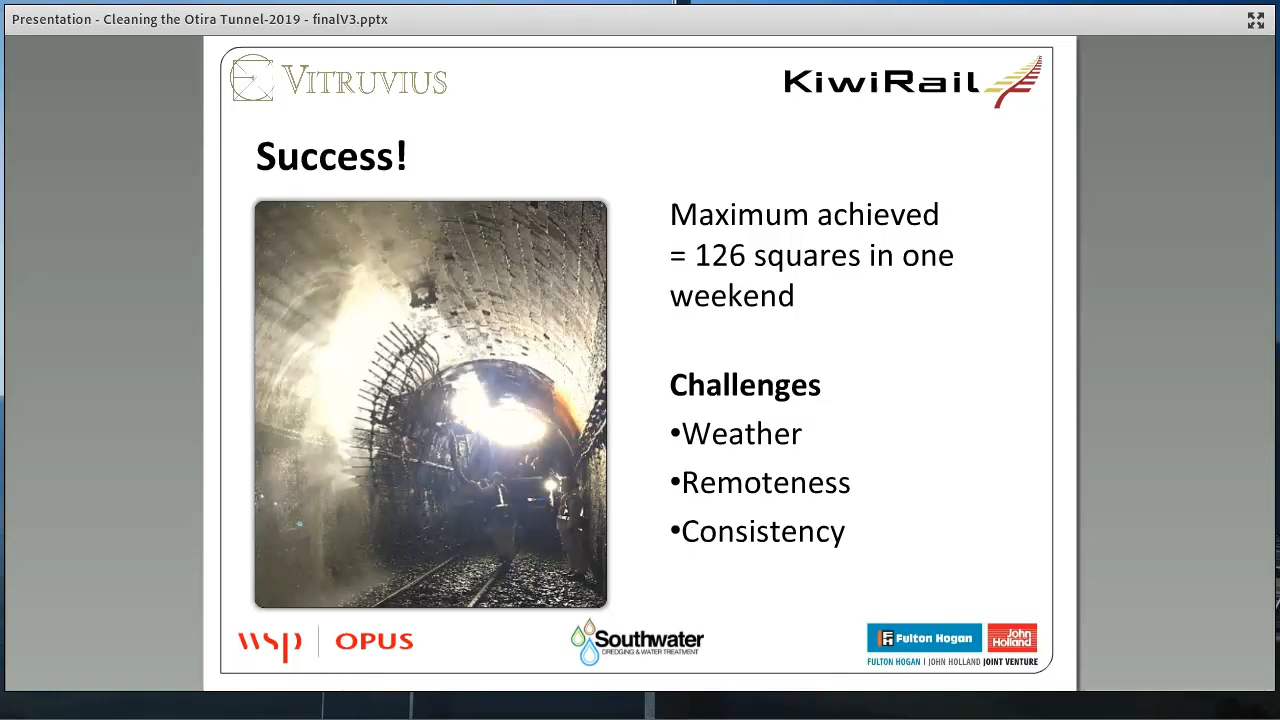 Presentation - Cleaning the Otira Tunnel-2019 - finalV3.pptx
VITRUVIUS
KiwiRail
Success!
Maximum achieved
= 126 squares in one
weekend
Challenges
•Weather
•Remoteness
•Consistency
wsp | OPUS
Southwater
DREDGING & WATER TREATMENT
Fulton Hogan
John
Holland
FULTON HOGAN | JOHN HOLLAND JOINT VENTURE